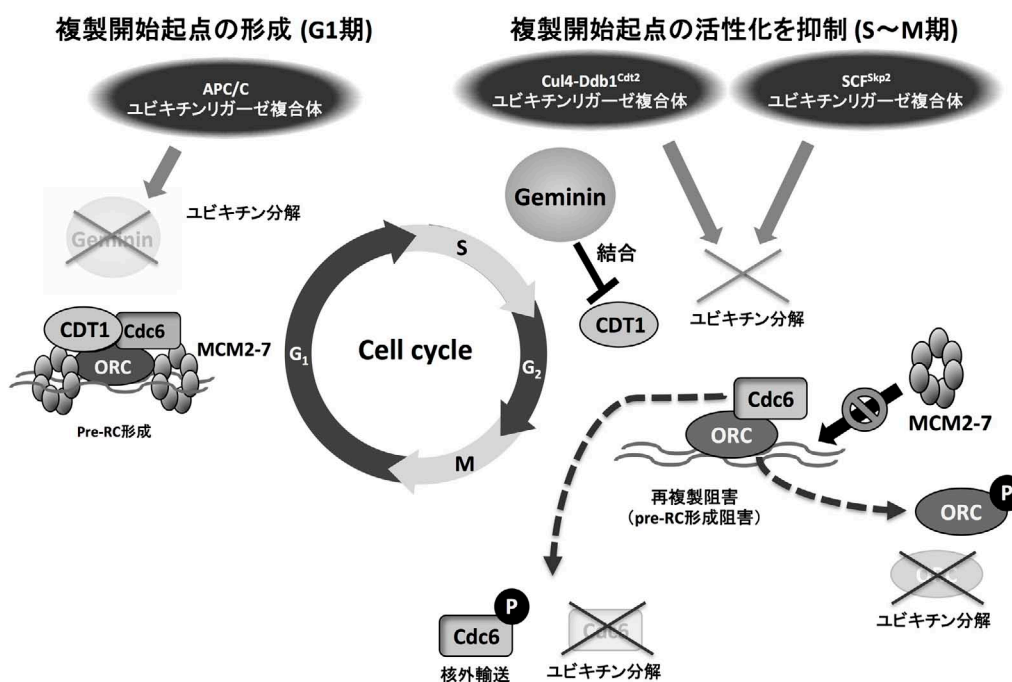 複製開始起点の形成 (G1期)
複製開始起点の活性化を抑制 (S～M期)
APC/C
ユビキチンリガーゼ複合体
Cul4-Ddb1Cdt2
ユビキチンリガーゼ複合体
SCFSkp2
ユビキチンリガーゼ複合体
Geminin
ユビキチン分解
CDT1
Cdc6
ORC
MCM2-7
Pre-RC形成
Cell cycle
S
G2
M
G1
Geminin
結合
CDT1
ユビキチン分解
Cdc6
ORC
MCM2-7
再複製阻害
（pre-RC形成阻害）
P
ORC
ORC
ユビキチン分解
P
Cdc6
核外輸送
Cdc6
ユビキチン分解